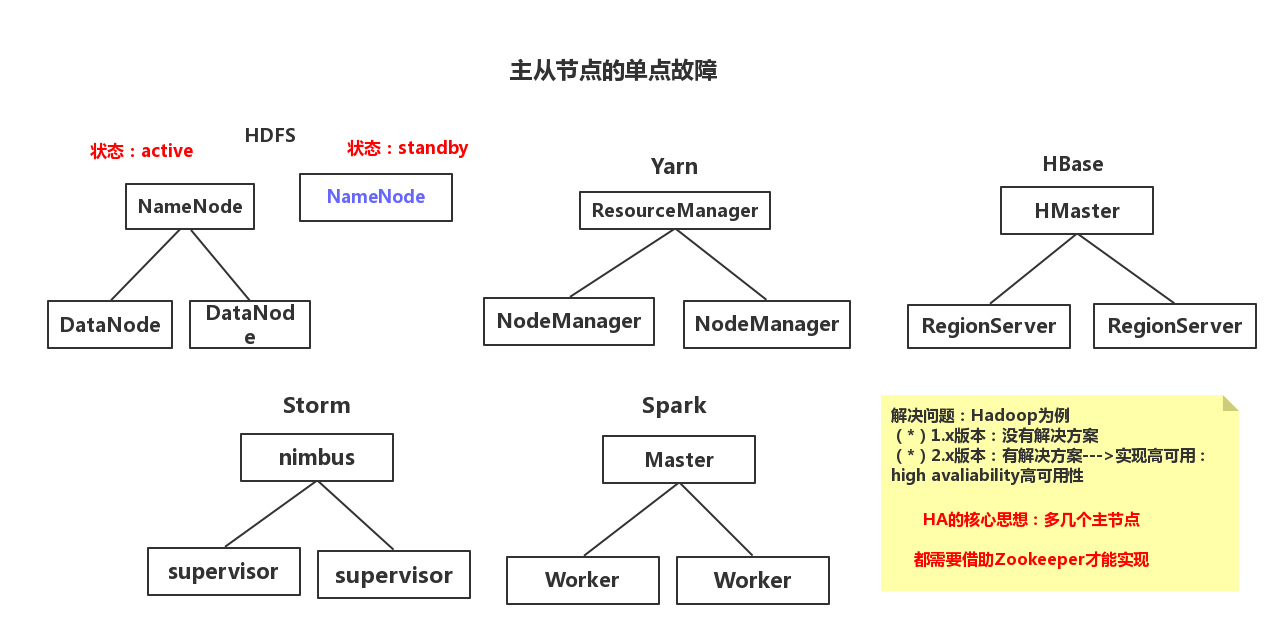 主从节点的单点故障
HDFS
状态：active
状态：standby
NameNode
NameNode
DataNode
DataNod
e
Yarn
ResourceManager
NodeManager
NodeManager
HBase
HMaster
RegionServer
RegionServer
Storm
nimbus
supervisor
supervisor
Spark
Master
Worker
Worker
解决问题：Hadoop为例
（*）1.x版本：没有解决方案
（*）2.x版本：有解决方案--->实现高可用：
high avaliability高可用性
HA的核心思想：多几个主节点
都需要借助Zookeeper才能实现